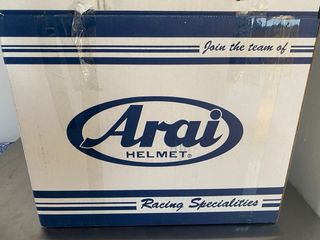 Join the team of
Arai
HELMET®
Racing Specialities